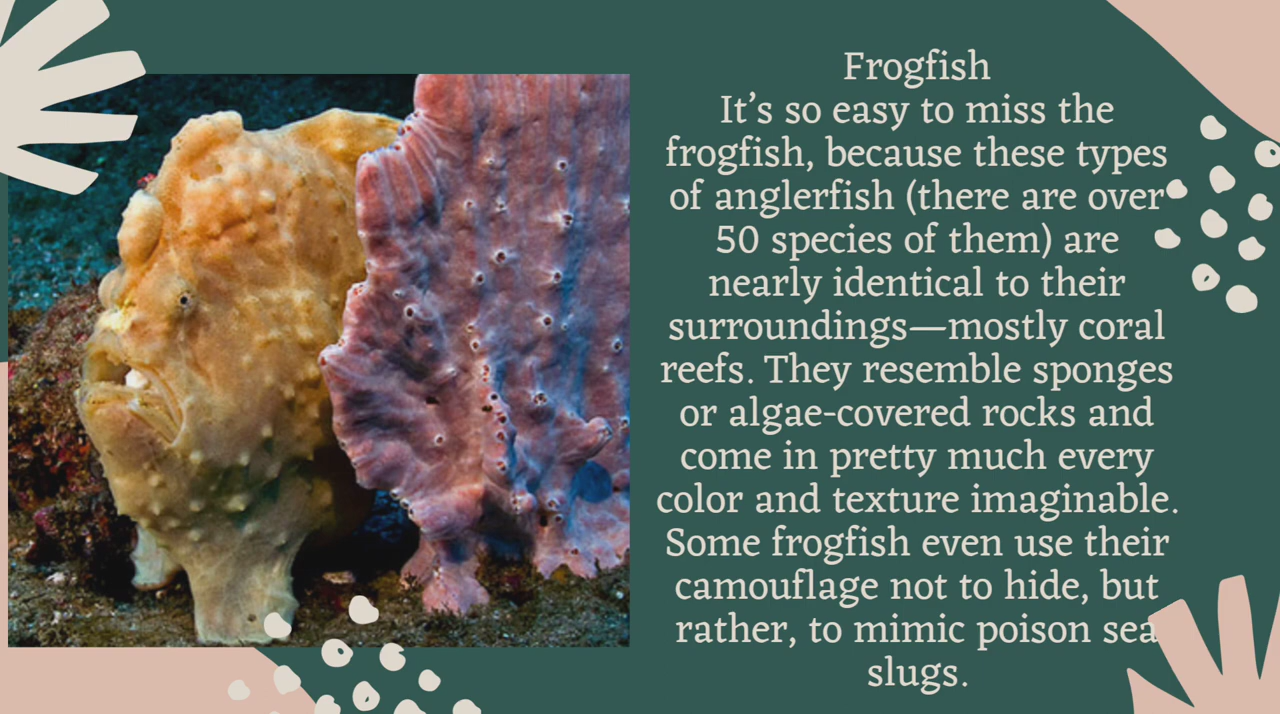 Frogfish
It’s so easy to miss the
frogfish, because these types
of anglerfish (there are over
50 species of them) are
nearly identical to their
surroundings—mostly coral
reefs. They resemble sponges
or algae-covered rocks and
come in pretty much every
color and texture imaginable.
Some frogfish even use their
camouflage not to hide, but
rather, to mimic poison sea
slugs.